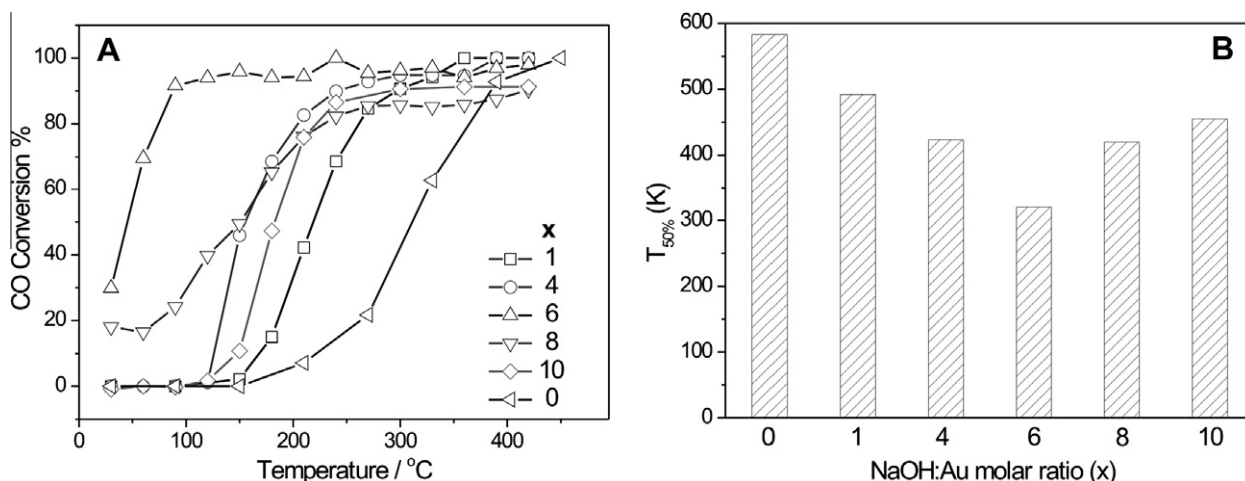 A
CO Conversion %
100
80
60
40
20
0
0 100 200 300 400
Temperature / °C
x
1
4
6
8
10
0
B
T50% (K)
600
500
400
300
200
100
0
0 1 4 6 8 10
NaOH:Au molar ratio (x)